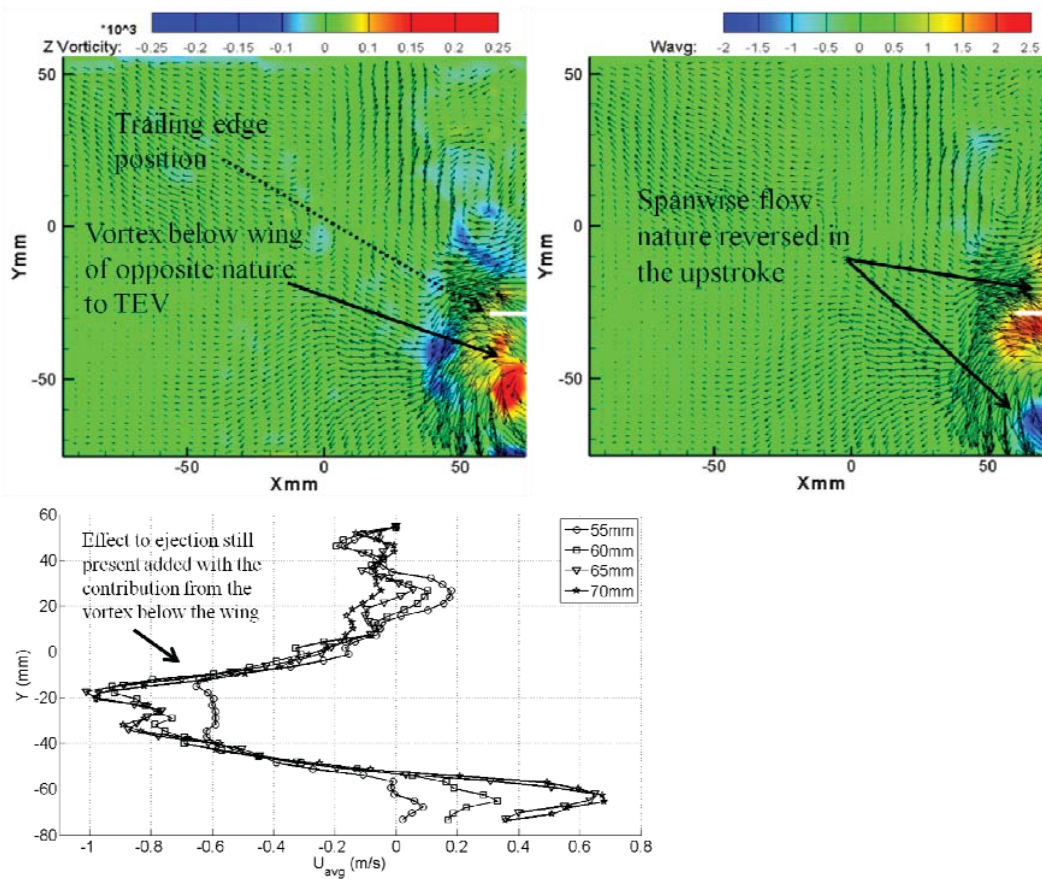 *10^3
Z Vorticity: -0.25 -0.2 -0.15 -0.1 0 0.1 0.15 0.2 0.25
50
0
-50
Ymm
Trailing edge
position
Vortex below wing
of opposite nature
to TEV
-50 0 50
Xmm
Wavg: -2 -1.5 -1 -0.5 0 0.5 1 1.5 2 2.5
50
0
-50
Ymm
Spanwise flow
nature reversed in
the upstroke
-50 0 50
Xmm
60
40
20
0
-20
-40
-60
-80
Y (mm)
Effect to ejection still
present added with the
contribution from the
vortex below the wing
55mm
60mm
65mm
70mm
-1 -0.8 -0.6 -0.4 -0.2 0 0.2 0.4 0.6 0.8
Uavg (m/s)